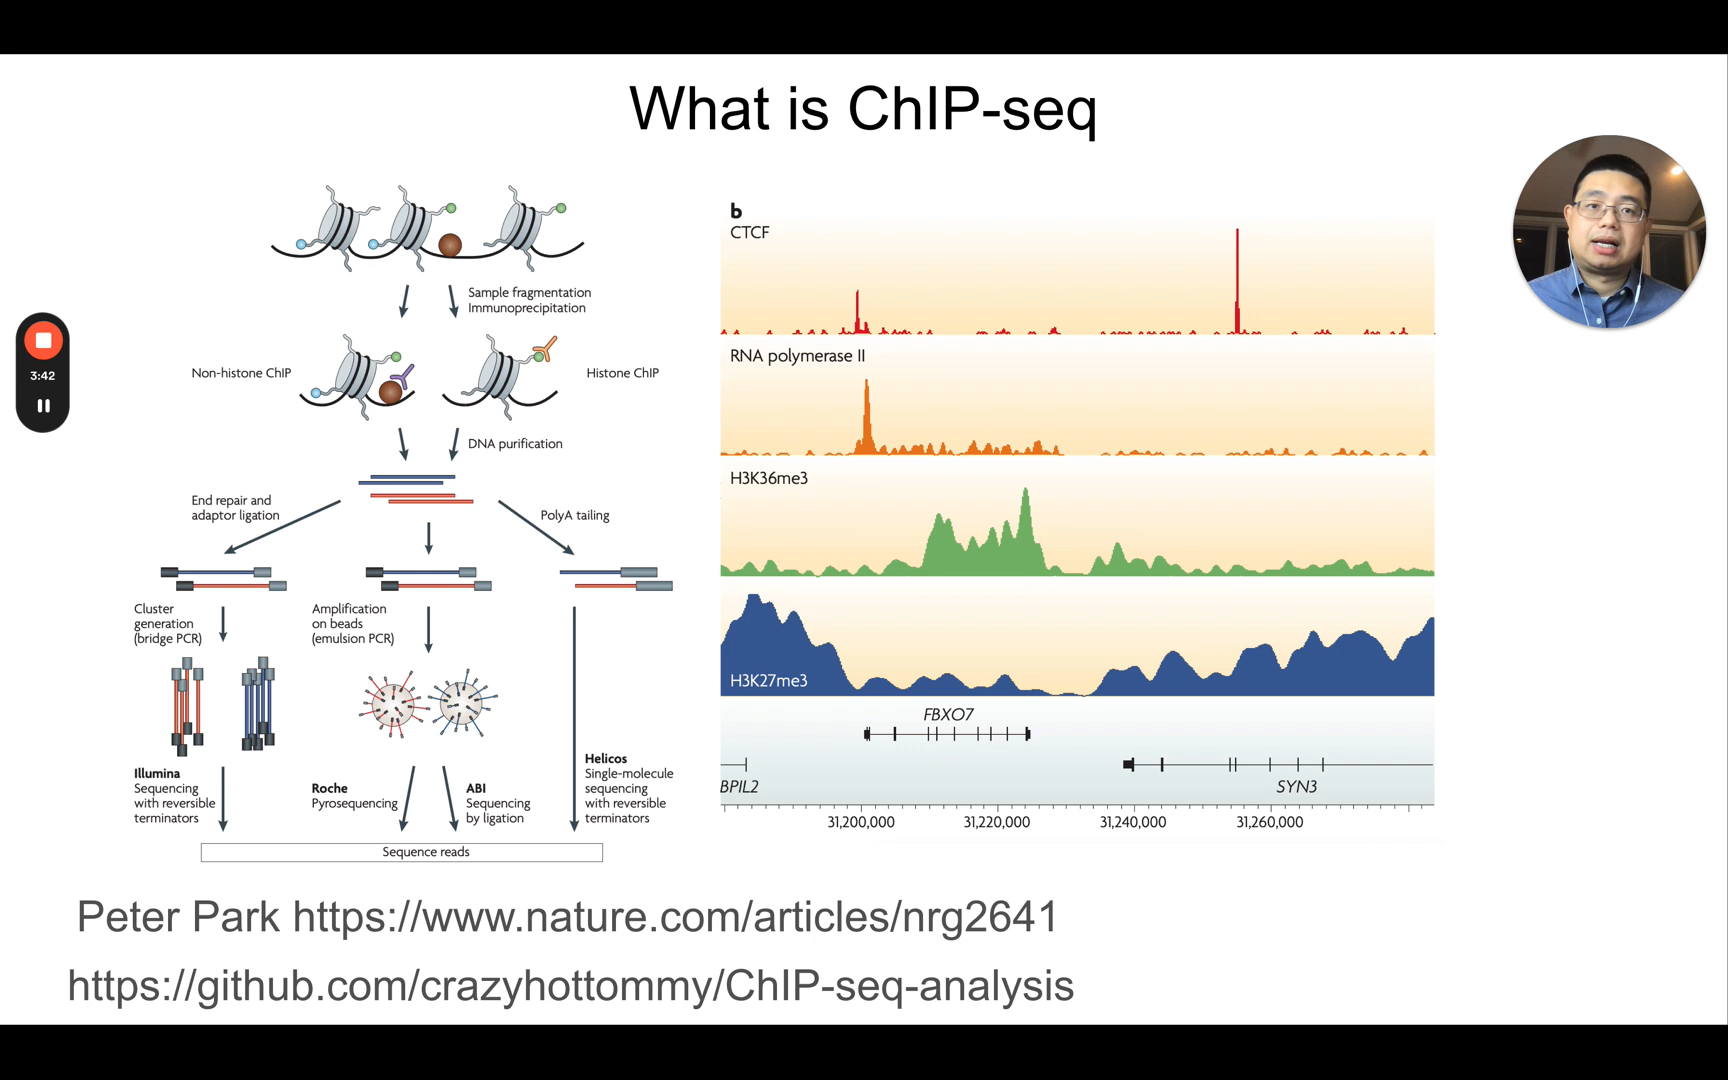 What is ChIP-seq
3:42
Sample fragmentation
Immunoprecipitation
Non-histone ChIP
Histone ChIP
DNA purification
End repair and
adaptor ligation
PolyA tailing
Cluster
generation
(bridge PCR)
Amplification
on beads
(emulsion PCR)
Illumina
Sequencing
with reversible
terminators
Roche
Pyrosequencing
ABI
Sequencing
by ligation
Helicos
Single-molecule
sequencing
with reversible
terminators
Sequence reads
b
CTCF
RNA polymerase II
H3K36me3
H3K27me3
FBXO7
BPIL2
SYN3
31,200,000 31,220,000 31,240,000 31,260,000
Peter Park https://www.nature.com/articles/nrg2641
https://github.com/crazyhottommy/ChIP-seq-analysis